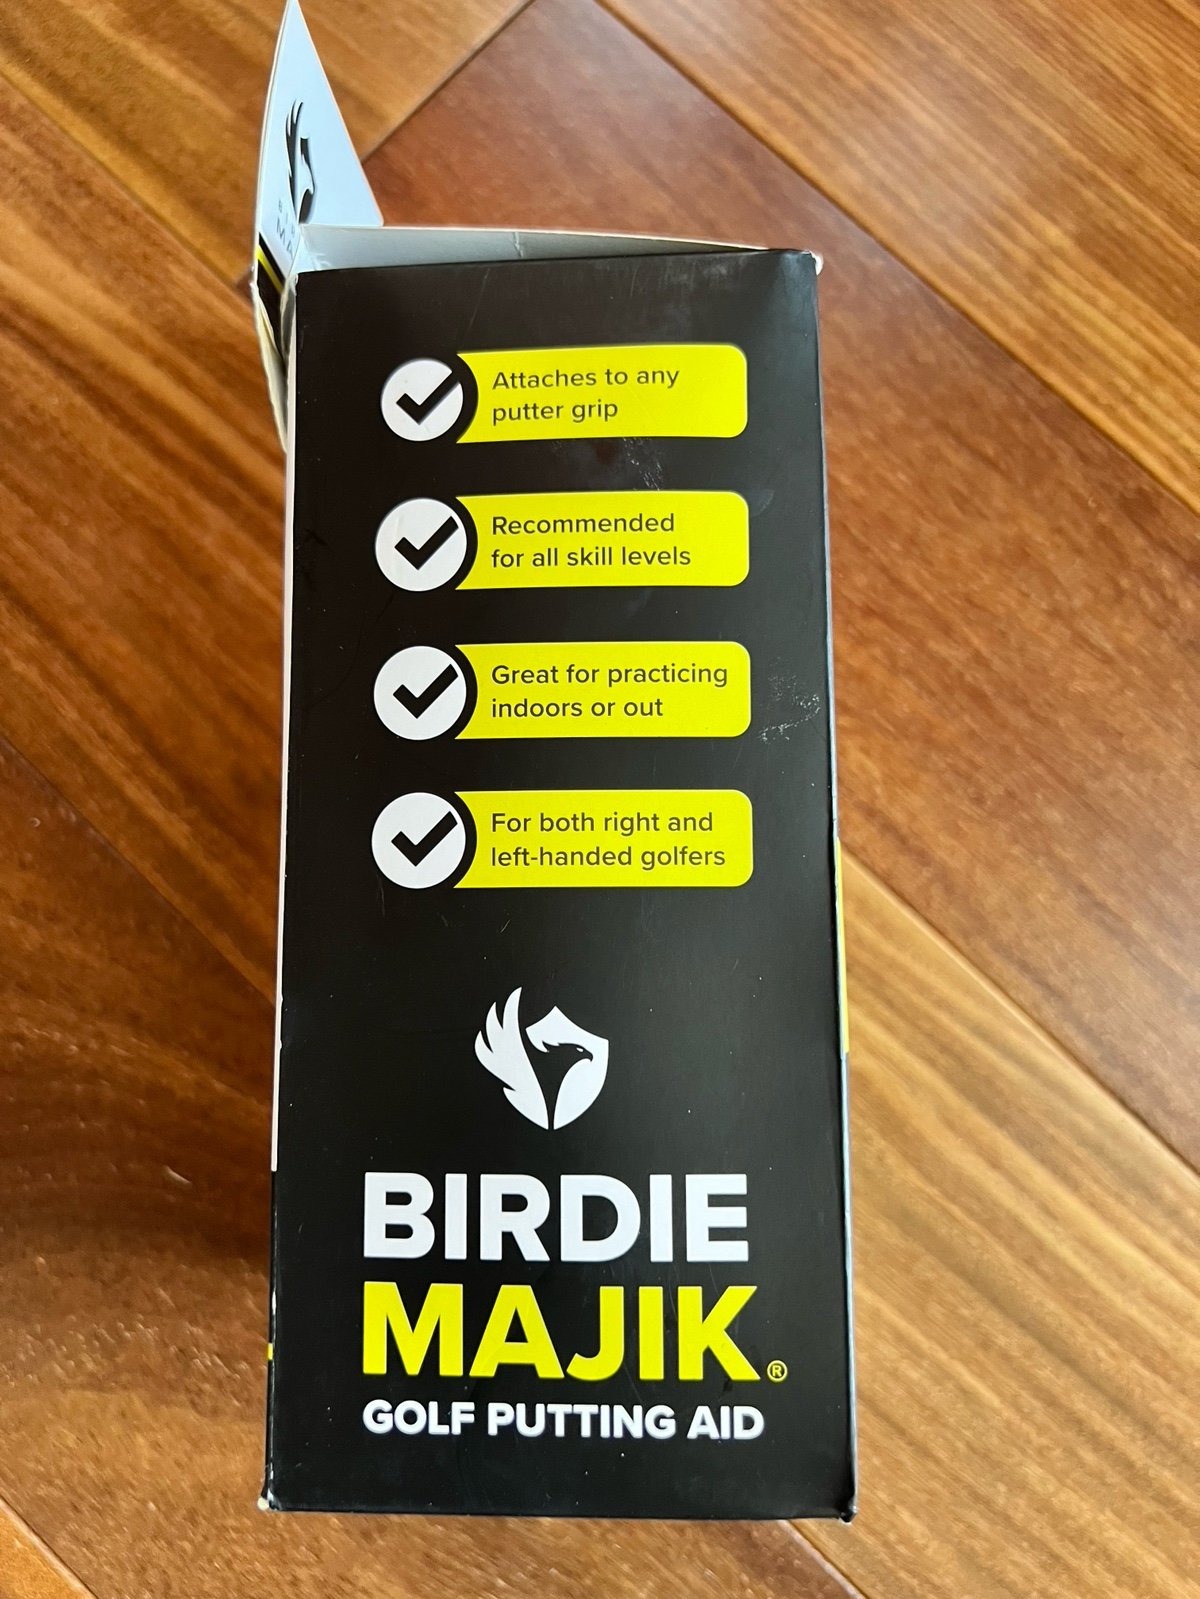 Attaches to any
putter grip
Recommended
for all skill levels
Great for practicing
indoors or out
For both right and
left-handed golfers
BIRDIE
MAJIK®
GOLF PUTTING AID